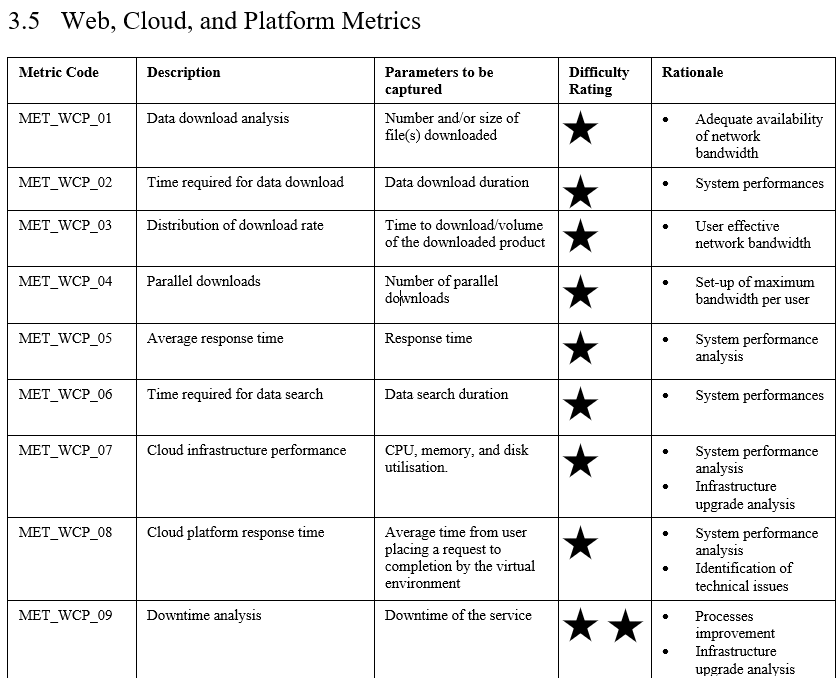 3.5 Web, Cloud, and Platform Metrics
Metric Code Description Parameters to be captured Difficulty Rating Rationale
MET_WCP_01 Data download analysis Number and/or size of file(s) downloaded ★ • Adequate availability of network bandwidth
MET_WCP_02 Time required for data download Data download duration ★ • System performances
MET_WCP_03 Distribution of download rate Time to download/volume of the downloaded product ★ • User effective network bandwidth
MET_WCP_04 Parallel downloads Number of parallel downloads ★ • Set-up of maximum bandwidth per user
MET_WCP_05 Average response time Response time ★ • System performance analysis
MET_WCP_06 Time required for data search Data search duration ★ • System performances
MET_WCP_07 Cloud infrastructure performance CPU, memory, and disk utilisation. ★ • System performance analysis • Infrastructure upgrade analysis
MET_WCP_08 Cloud platform response time Average time from user placing a request to completion by the virtual environment ★ • System performance analysis • Identification of technical issues
MET_WCP_09 Downtime analysis Downtime of the service ★ ★ • Processes improvement • Infrastructure upgrade analysis